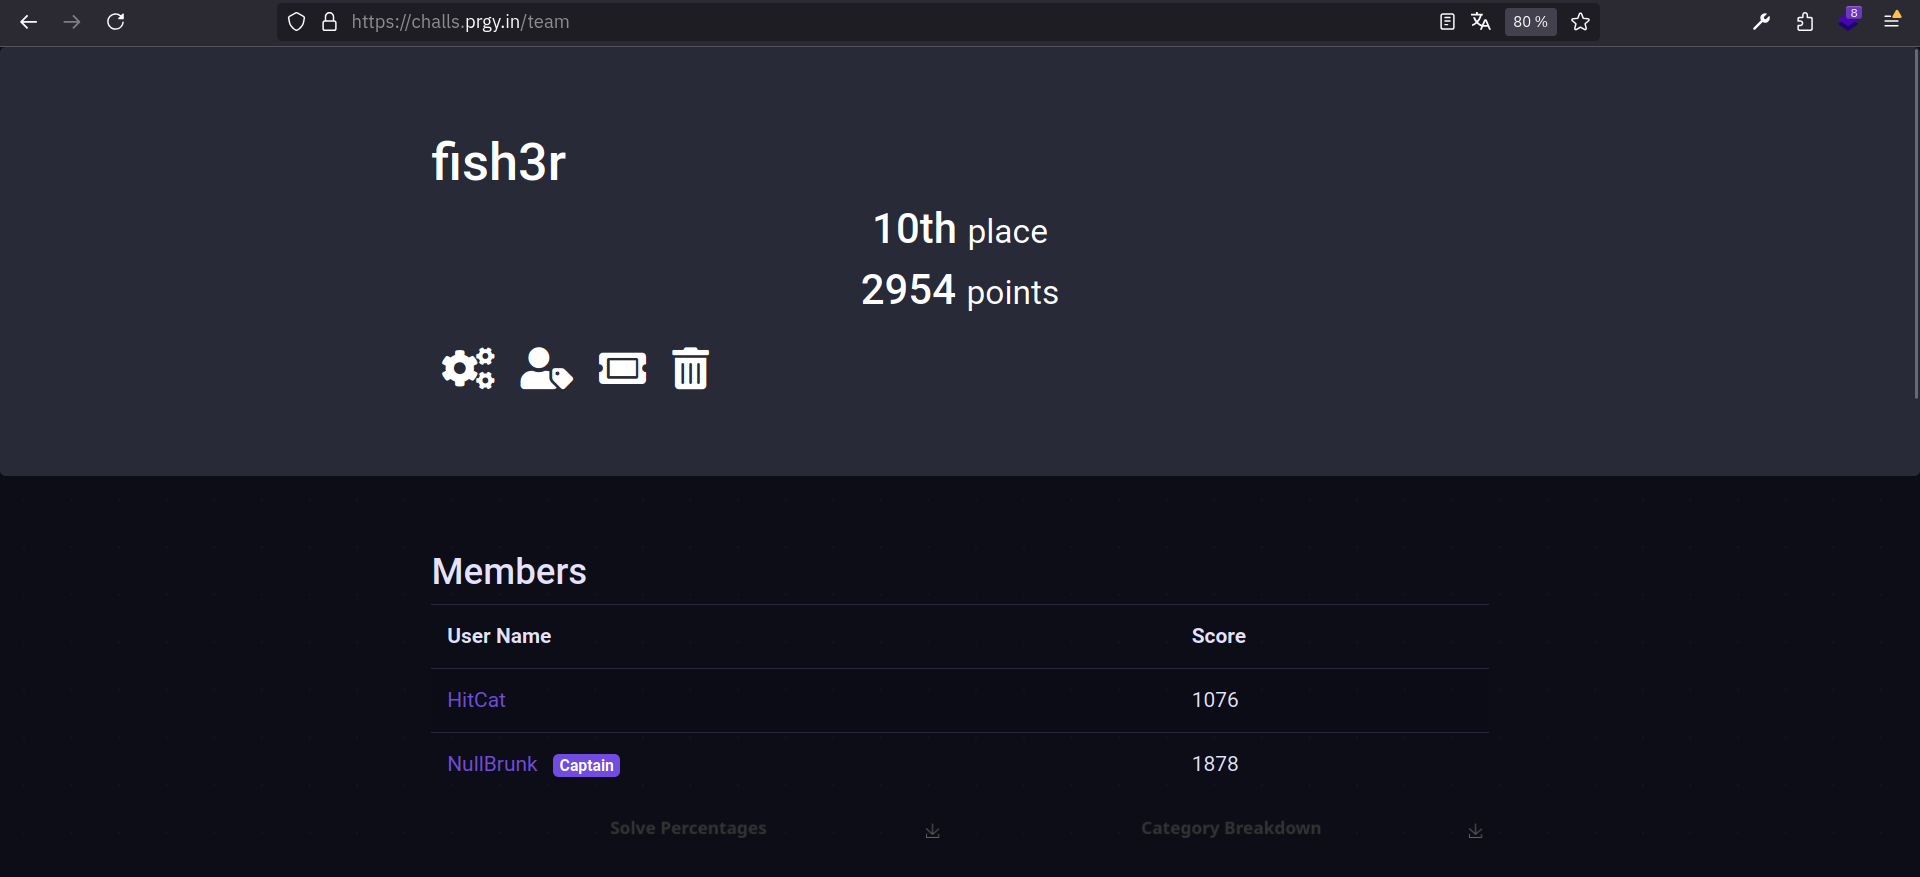 https://challs.prgy.in/team
80 %
8
fish3r
10th place
2954 points
Members
User Name Score
HitCat 1076
NullBrunk Captain 1878
Solve Percentages Category Breakdown